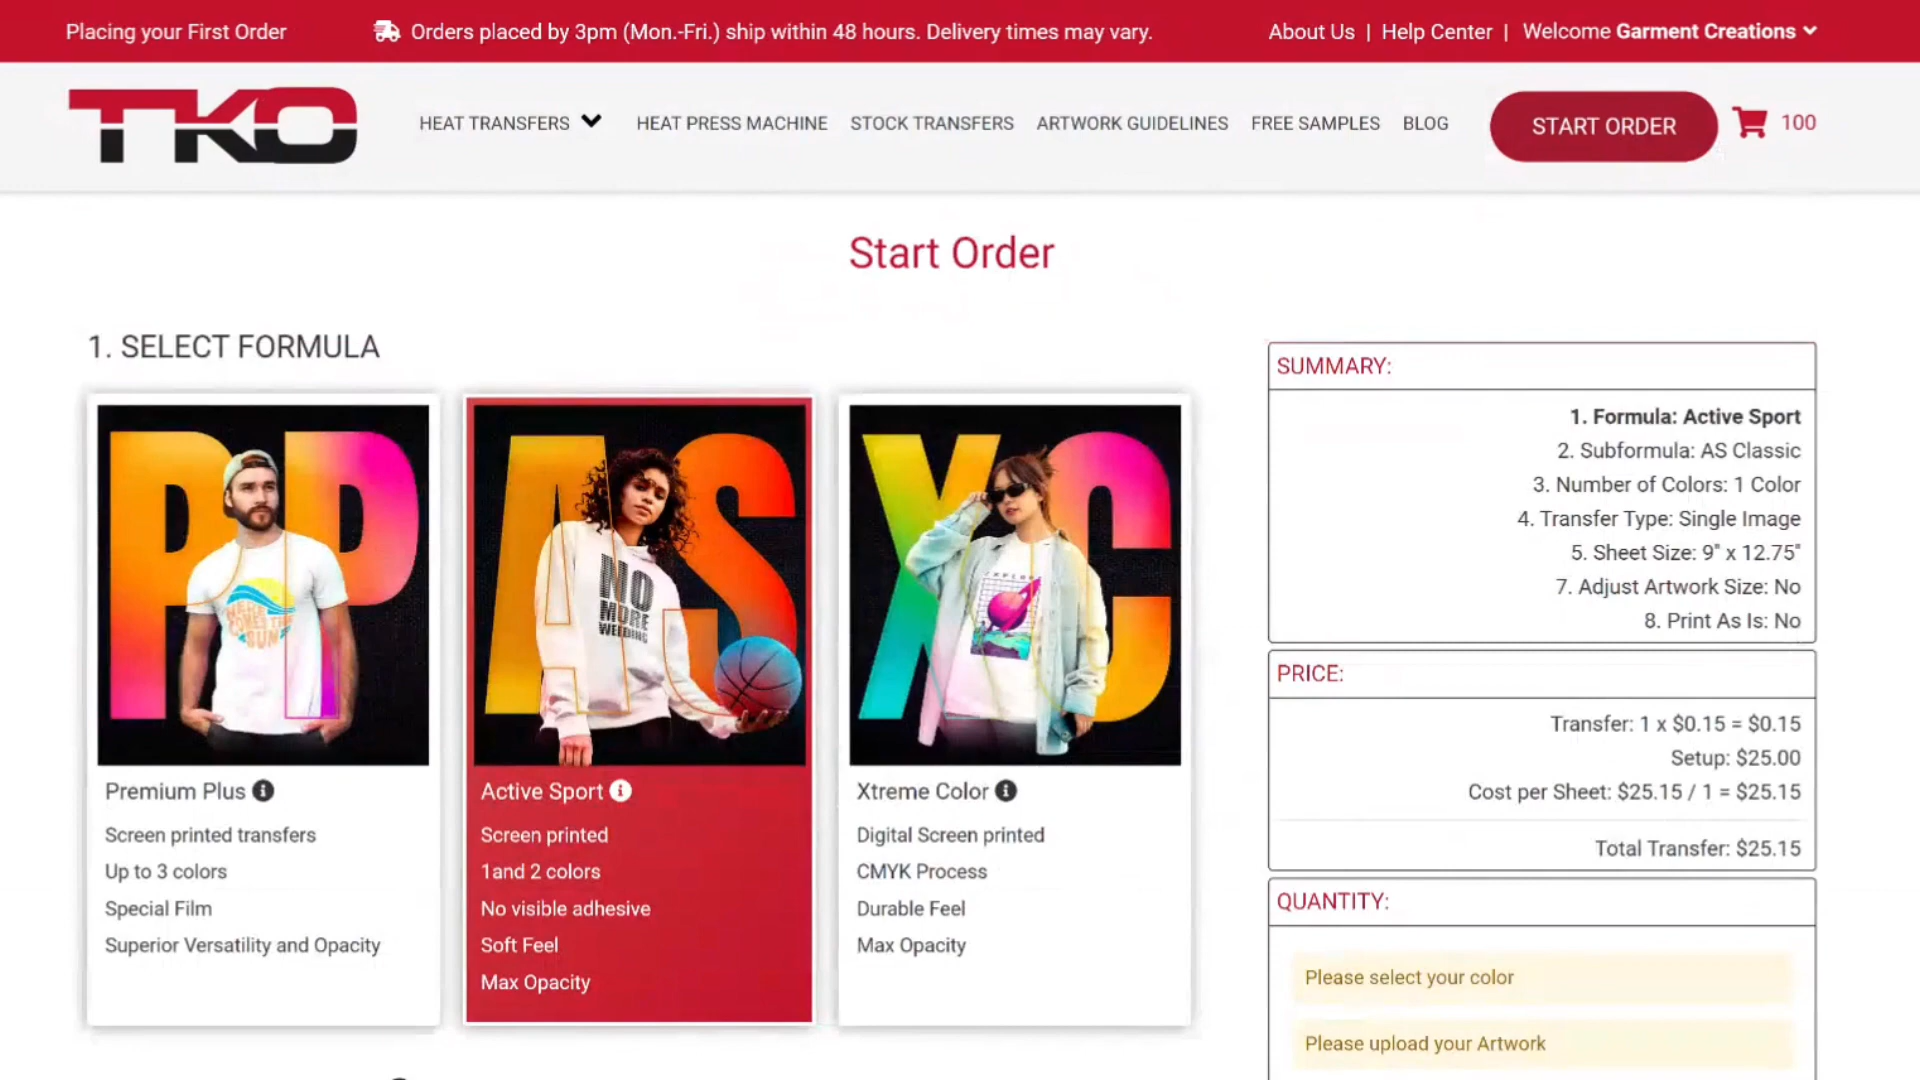 Placing your First Order
Orders placed by 3pm (Mon.-Fri.) ship within 48 hours. Delivery times may vary.
About Us | Help Center | Welcome Garment Creations
TKO
HEAT TRANSFERS
HEAT PRESS MACHINE
STOCK TRANSFERS
ARTWORK GUIDELINES
FREE SAMPLES
BLOG
START ORDER
100
Start Order
1. SELECT FORMULA
PP
HERE
COMES THE
SUN
Premium Plus
Screen printed transfers
Up to 3 colors
Special Film
Superior Versatility and Opacity
AS
NO
MORE
Active Sport
Screen printed
1and 2 colors
No visible adhesive
Soft Feel
Max Opacity
XC
EXPLORE
Xtreme Color
Digital Screen printed
CMYK Process
Durable Feel
Max Opacity
SUMMARY:
1. Formula: Active Sport
2. Subformula: AS Classic
3. Number of Colors: 1 Color
4. Transfer Type: Single Image
5. Sheet Size: 9" x 12.75"
7. Adjust Artwork Size: No
8. Print As Is: No
PRICE:
Transfer: 1 x $0.15 = $0.15
Setup: $25.00
Cost per Sheet: $25.15 / 1 = $25.15
Total Transfer: $25.15
QUANTITY:
Please select your color
Please upload your Artwork